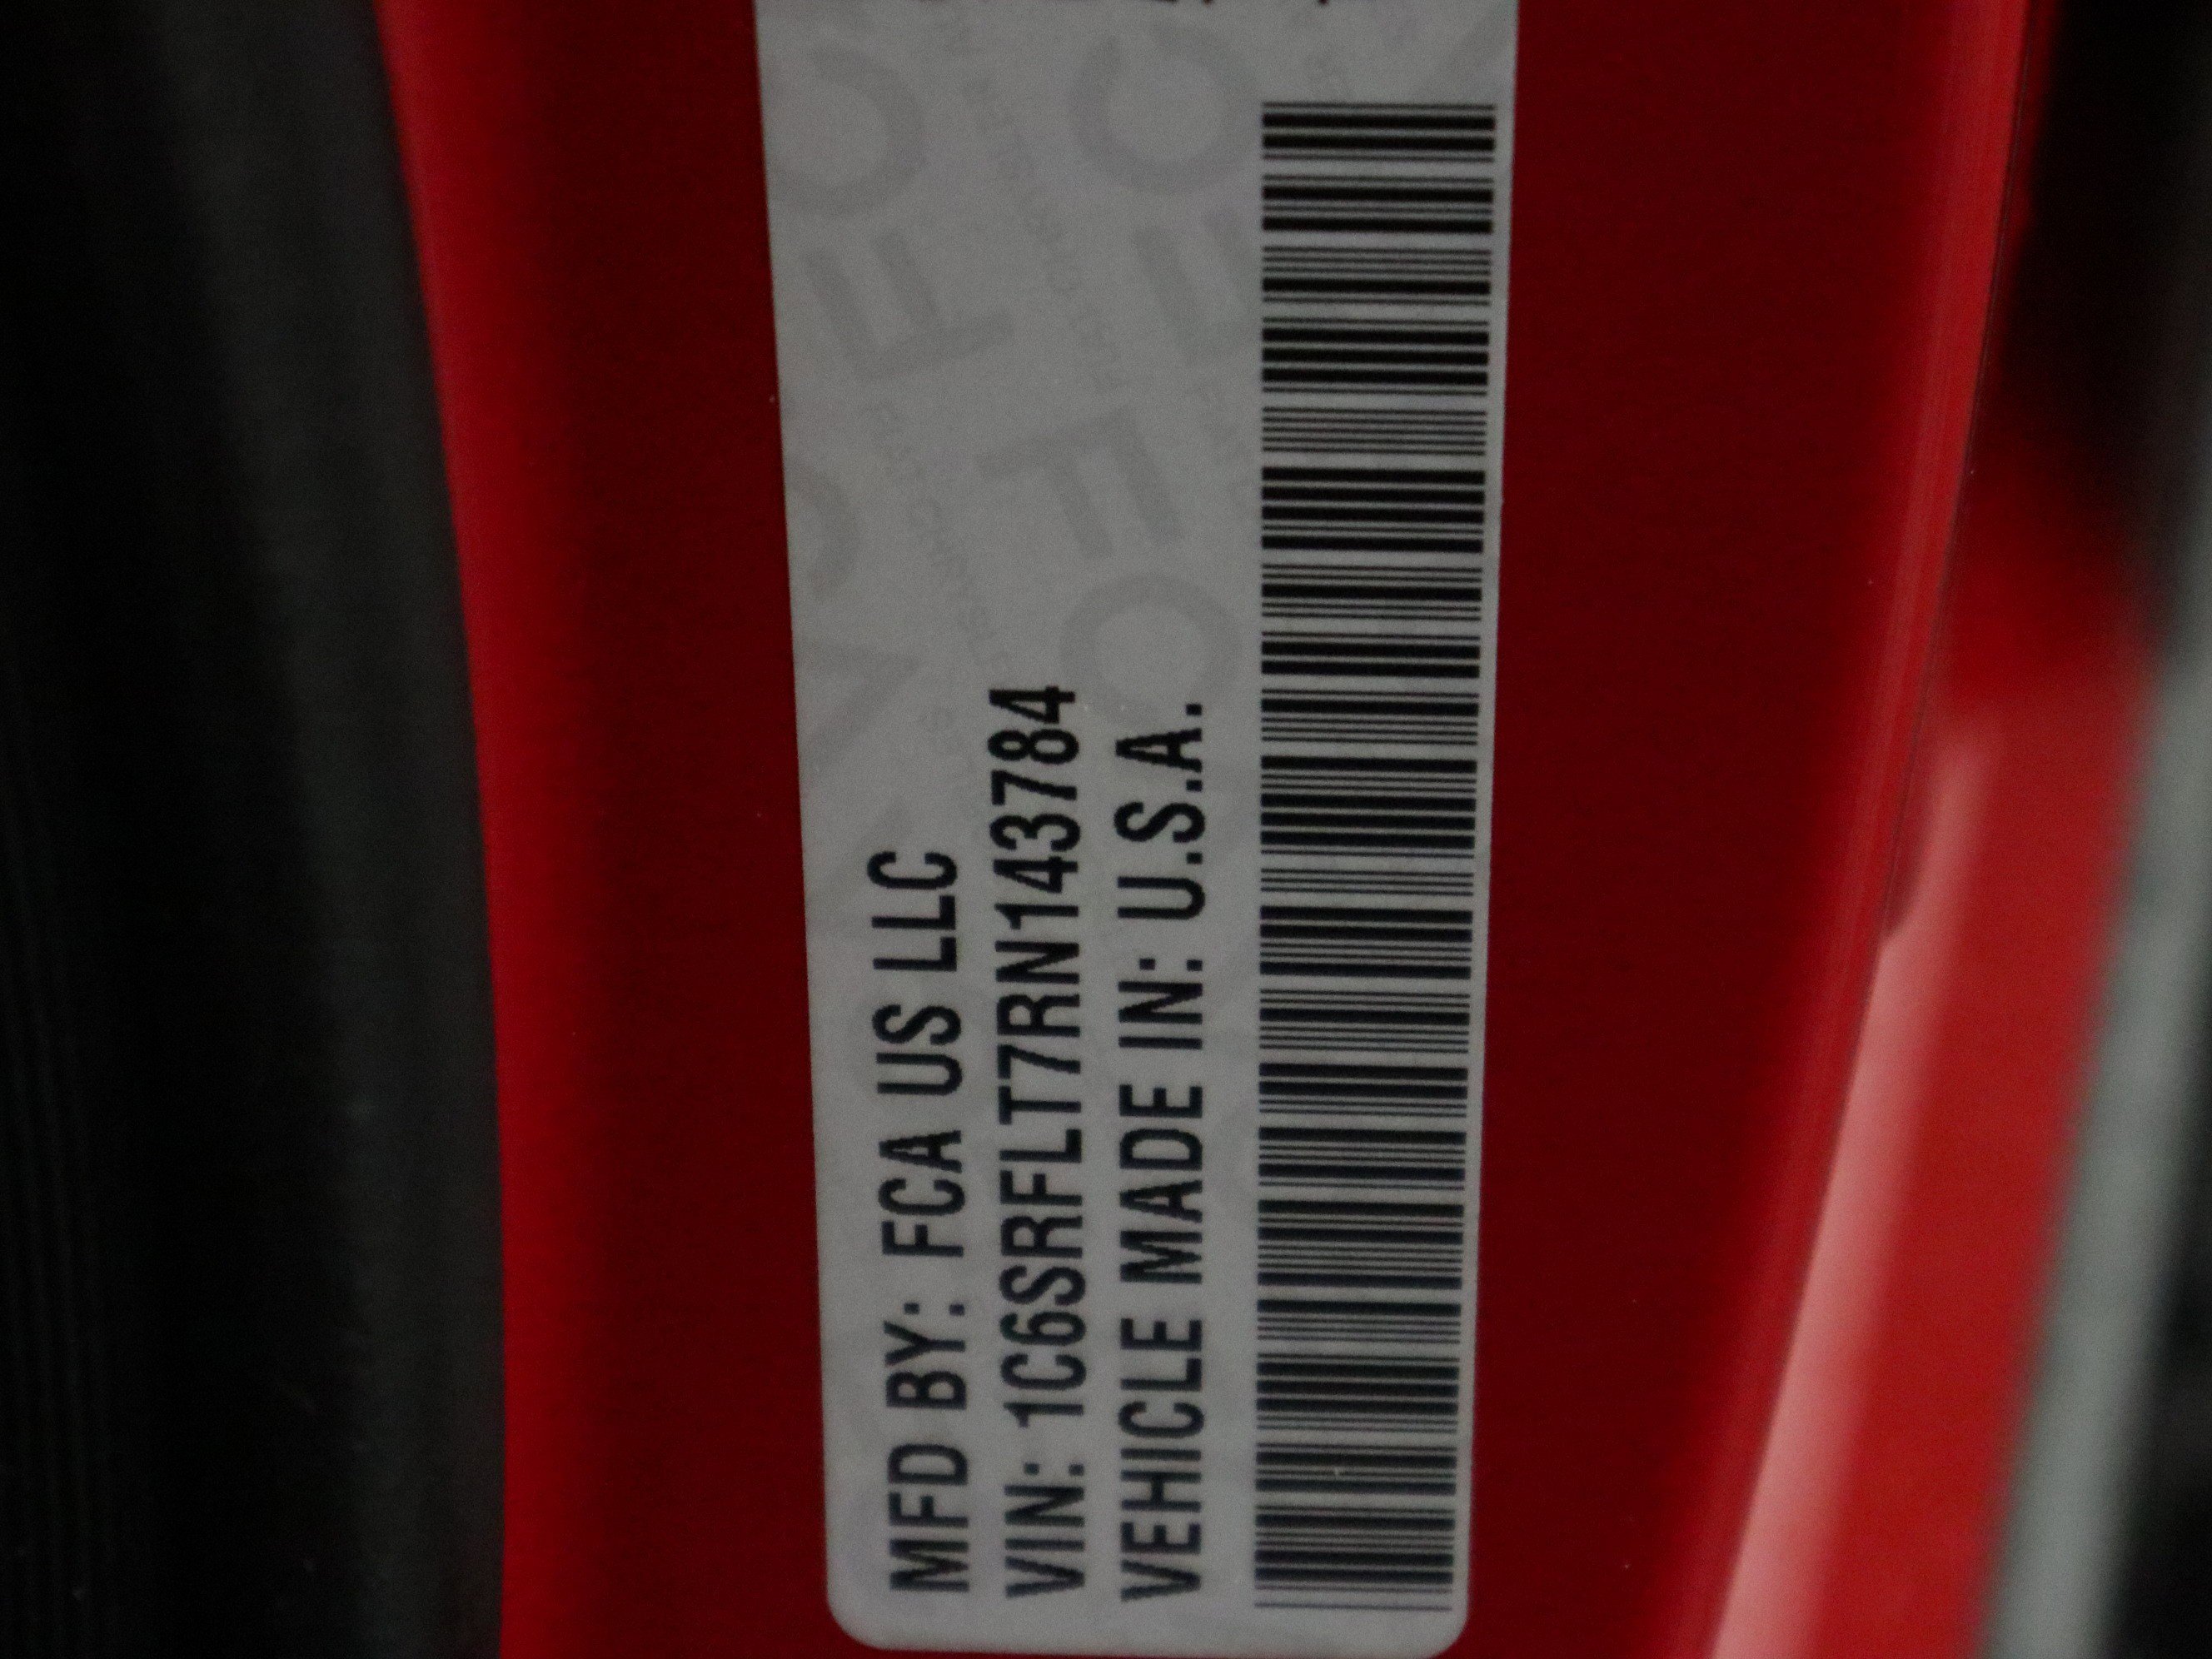 MFD BY: FCA US LLC
VIN: 1C6SRFLT7RN143784
VEHICLE MADE IN: U.S.A.